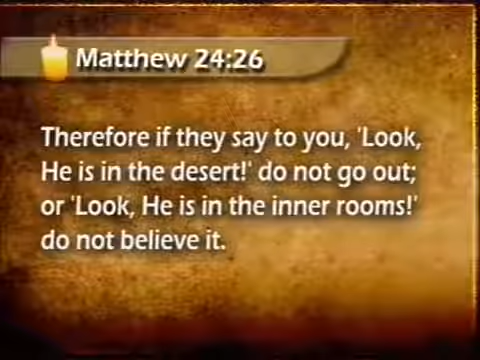 Matthew 24:26
Therefore if they say to you, 'Look,
He is in the desert!' do not go out;
or 'Look, He is in the inner rooms!'
do not believe it.